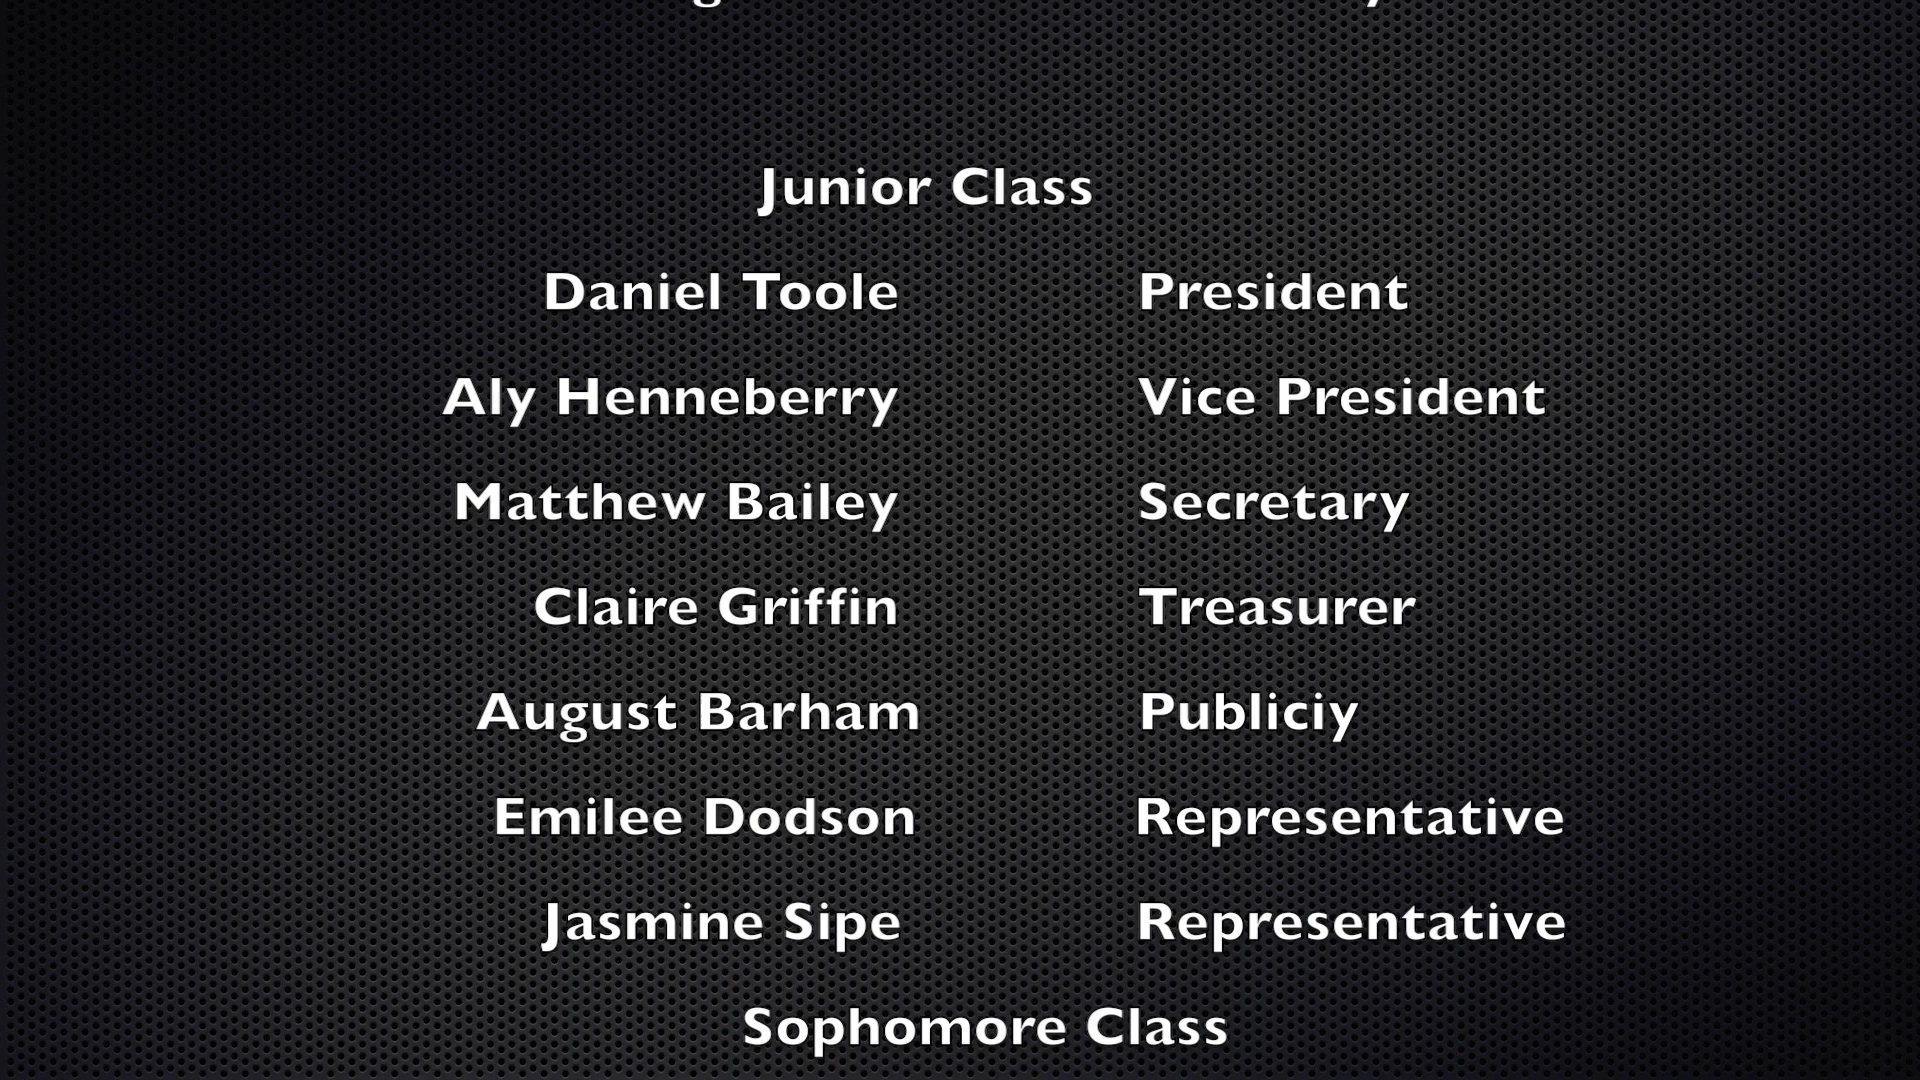 Junior Class
Daniel Toole President
Aly Henneberry Vice President
Matthew Bailey Secretary
Claire Griffin Treasurer
August Barham Publiciy
Emilee Dodson Representative
Jasmine Sipe Representative
Sophomore Class